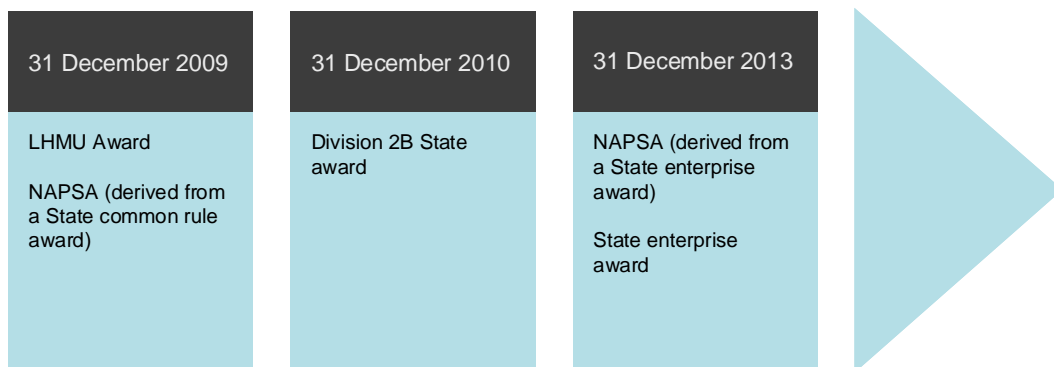 31 December 2009
LHMU Award
NAPSA (derived from
a State common rule
award)
31 December 2010
Division 2B State
award
31 December 2013
NAPSA (derived from
a State enterprise
award)
State enterprise
award